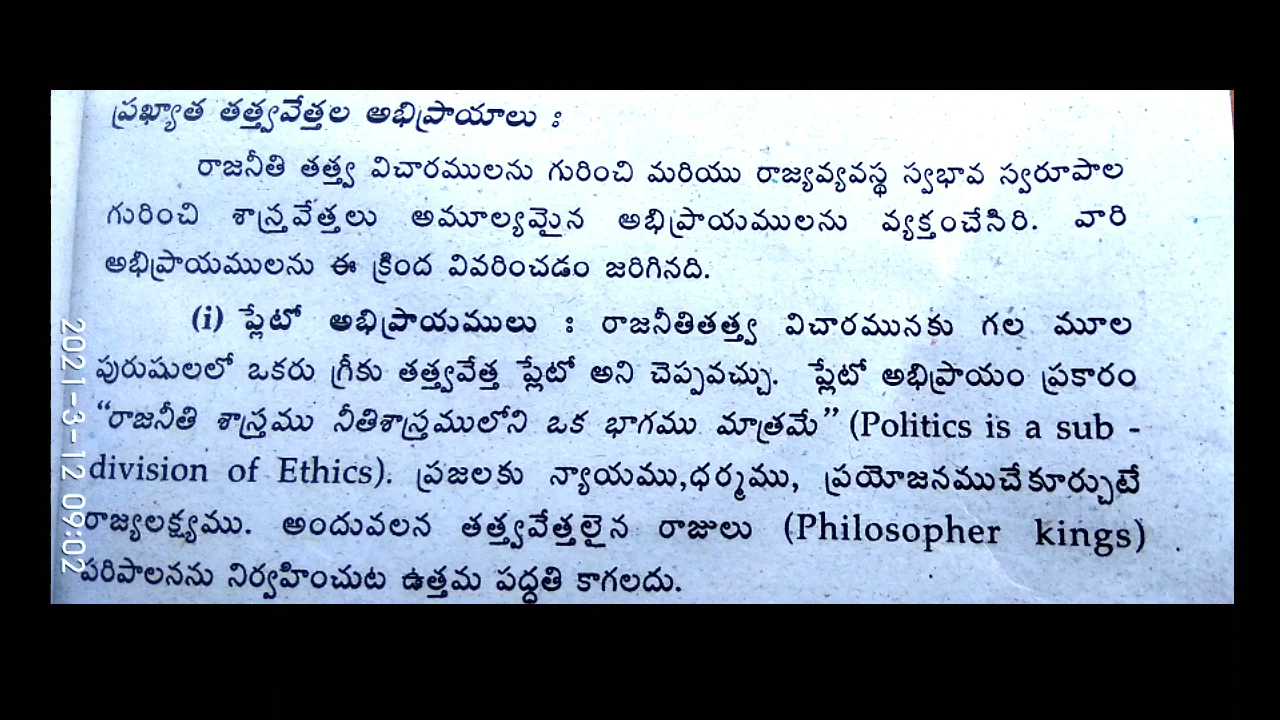 ప్రఖ్యాత తత్త్వవేత్తల అభిప్రాయాలు :
రాజనీతి తత్త్వ విచారములను గురించి మరియు రాజ్యవ్యవస్థ స్వభావ స్వరూపాల
గురించి శాస్త్రవేత్తలు అమూల్యమైన అభిప్రాయములను వ్యక్తంచేసిరి. వారి
అభిప్రాయములను ఈ క్రింద వివరించడం జరిగినది.
(i) ప్లేటో అభిప్రాయములు : రాజనీతితత్త్వ విచారమునకు గల మూల
పురుషులలో ఒకరు గ్రీకు తత్త్వవేత్త ప్లేటో అని చెప్పవచ్చు. ప్లేటో అభిప్రాయం ప్రకారం
“రాజనీతి శాస్త్రము నీతిశాస్త్రములోని ఒక భాగము మాత్రమే” (Politics is a sub -
division of Ethics). ప్రజలకు న్యాయము,ధర్మము, ప్రయోజనముచేకూర్చుటే
రాజ్యలక్ష్యము. అందువలన తత్త్వవేత్తలైన రాజులు (Philosopher kings)
పరిపాలనను నిర్వహించుట ఉత్తమ పద్ధతి కాగలదు.
2021-3-12 09:02